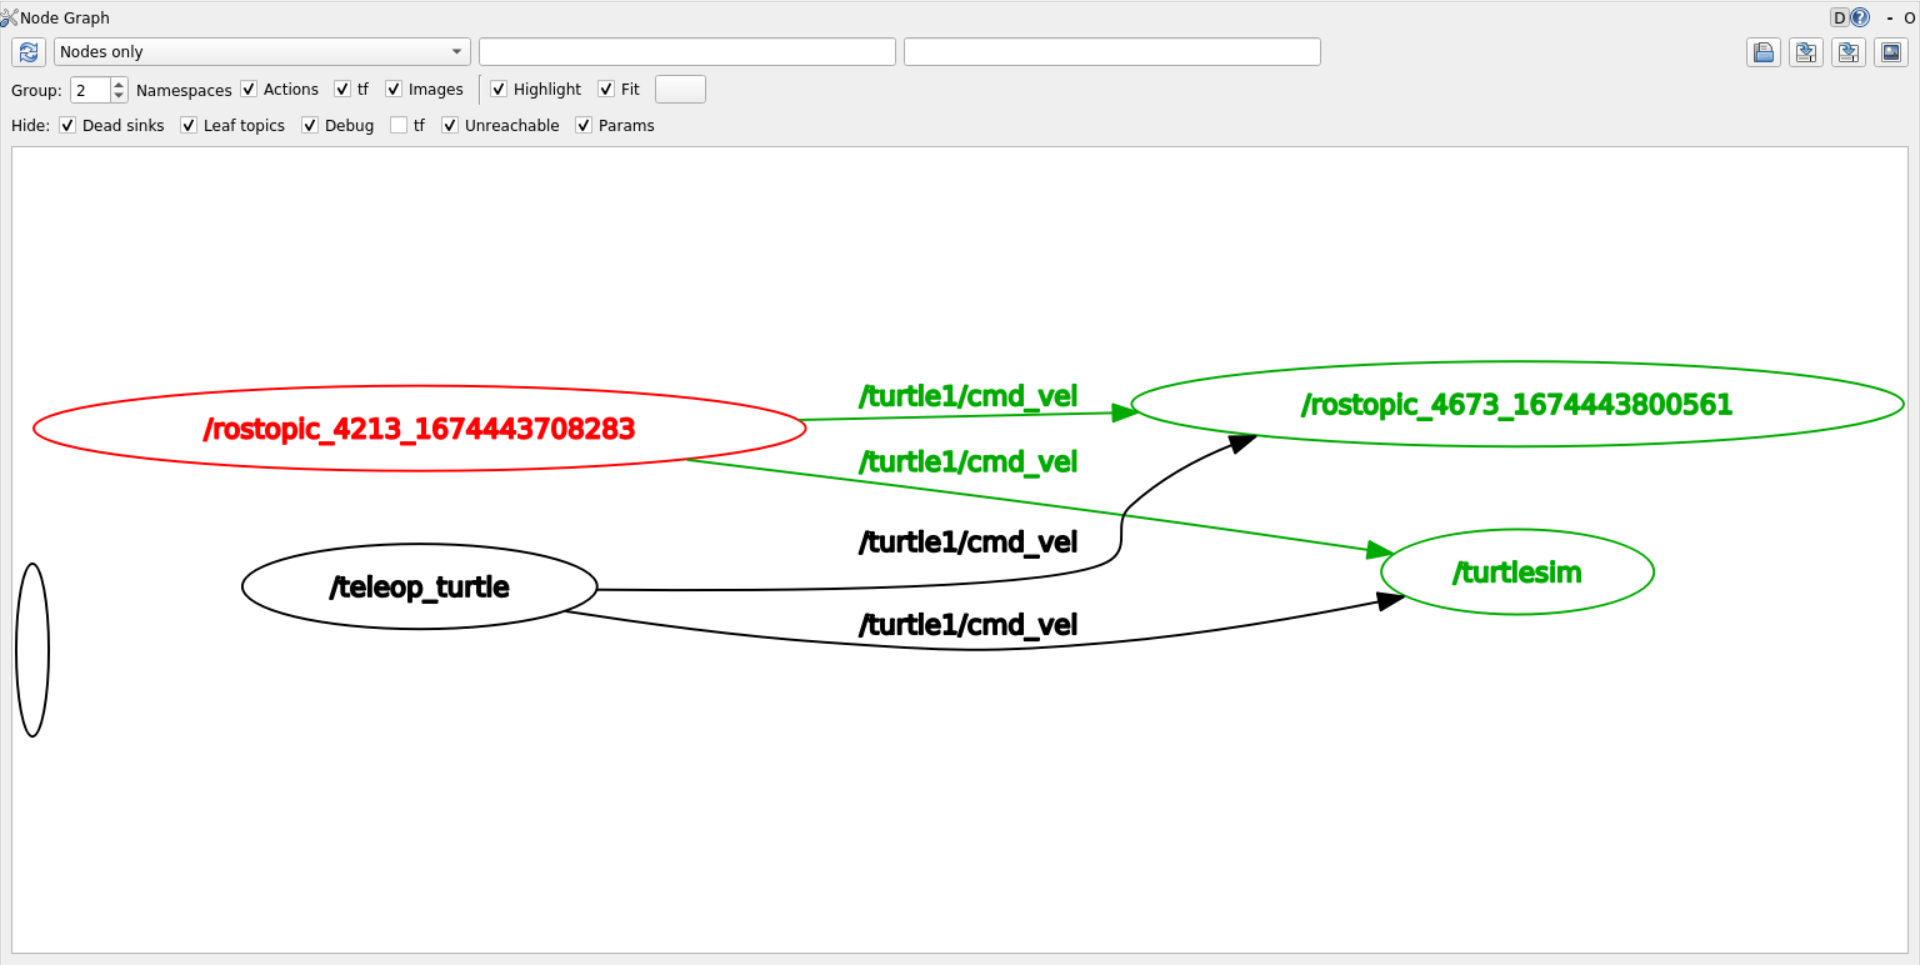 Node Graph D ? - O
Nodes only
Group: 2 Namespaces Actions tf Images Highlight Fit
Hide: Dead sinks Leaf topics Debug tf Unreachable Params
/turtle1/cmd_vel
/rostopic_4673_1674443800561
/rostopic_4213_1674443708283
/turtle1/cmd_vel
/turtle1/cmd_vel
/turtlesim
/teleop_turtle
/turtle1/cmd_vel